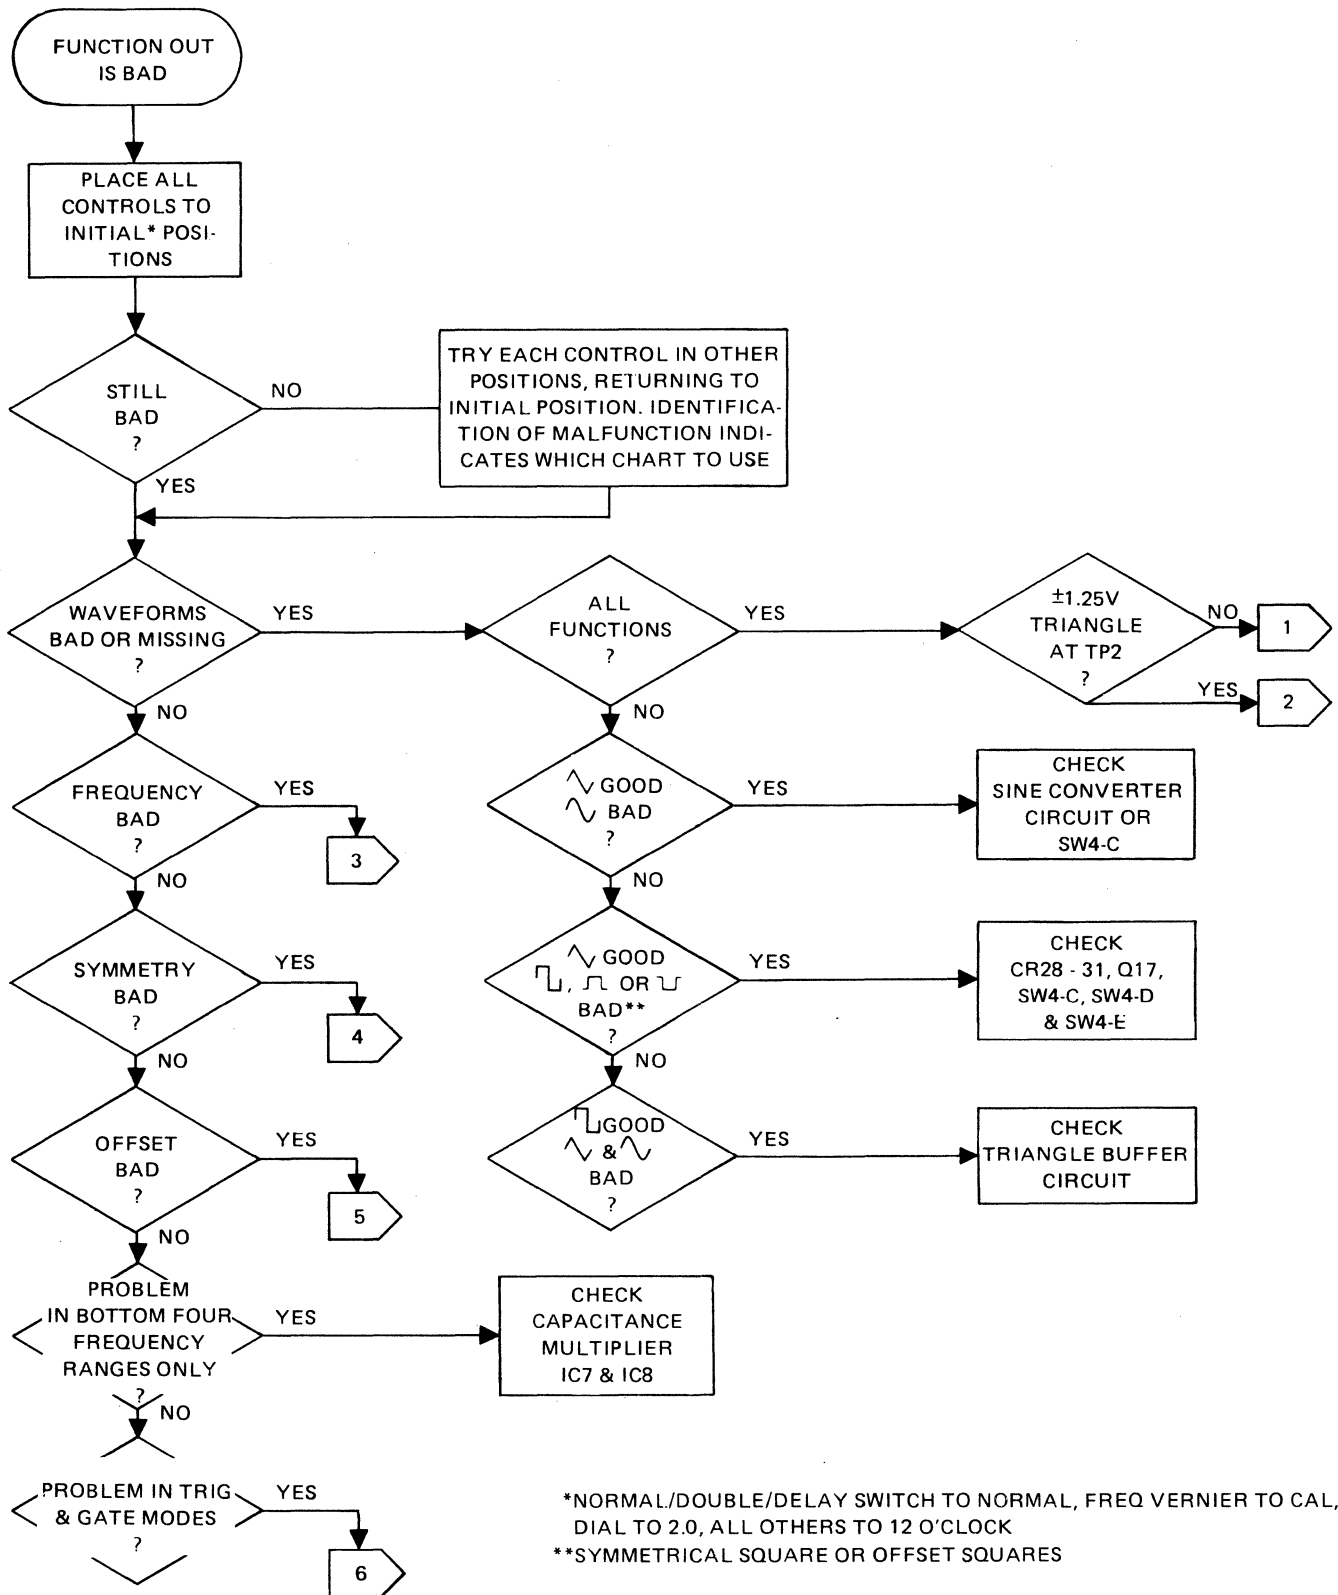 FUNCTION OUT
IS BAD
PLACE ALL
CONTROLS TO
INITIAL* POSI-
TIONS
STILL
BAD
?
NO
YES
TRY EACH CONTROL IN OTHER
POSITIONS, RETURNING TO
INITIAL POSITION. IDENTIFICA-
TION OF MALFUNCTION INDI-
CATES WHICH CHART TO USE
WAVEFORMS
BAD OR MISSING
?
YES
NO
ALL
FUNCTIONS
?
YES
NO
±1.25V
TRIANGLE
AT TP2
?
NO
1
YES
2
FREQUENCY
BAD
?
YES
3
NO
GOOD
BAD
?
YES
NO
CHECK
SINE CONVERTER
CIRCUIT OR
SW4-C
SYMMETRY
BAD
?
YES
4
NO
GOOD
, OR
BAD**
?
YES
NO
CHECK
CR28 - 31, Q17,
SW4-C, SW4-D
& SW4-E
OFFSET
BAD
?
YES
5
NO
GOOD
&
BAD
?
YES
CHECK
TRIANGLE BUFFER
CIRCUIT
PROBLEM
IN BOTTOM FOUR
FREQUENCY
RANGES ONLY
?
YES
NO
CHECK
CAPACITANCE
MULTIPLIER
IC7 & IC8
PROBLEM IN TRIG
& GATE MODES
?
YES
6
*NORMAL/DOUBLE/DELAY SWITCH TO NORMAL, FREQ VERNIER TO CAL,
DIAL TO 2.0, ALL OTHERS TO 12 O'CLOCK
**SYMMETRICAL SQUARE OR OFFSET SQUARES